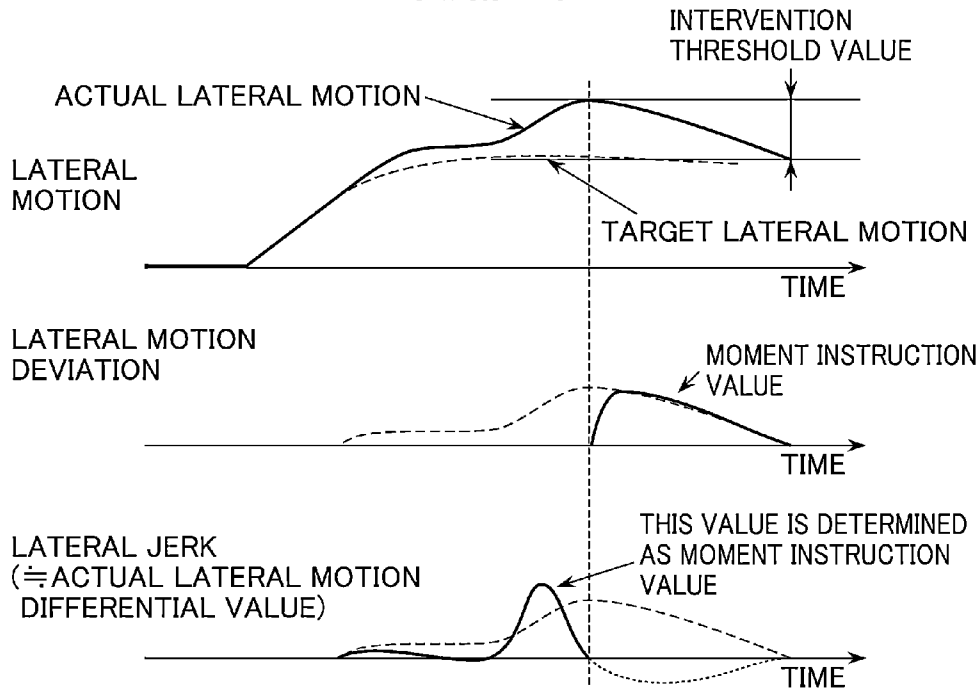 INTERVENTION
THRESHOLD VALUE
ACTUAL LATERAL MOTION
LATERAL
MOTION
TARGET LATERAL MOTION
TIME
LATERAL MOTION
DEVIATION
MOMENT INSTRUCTION
VALUE
TIME
THIS VALUE IS DETERMINED
AS MOMENT INSTRUCTION
VALUE
LATERAL JERK
(≒ACTUAL LATERAL MOTION
DIFFERENTIAL VALUE)
TIME